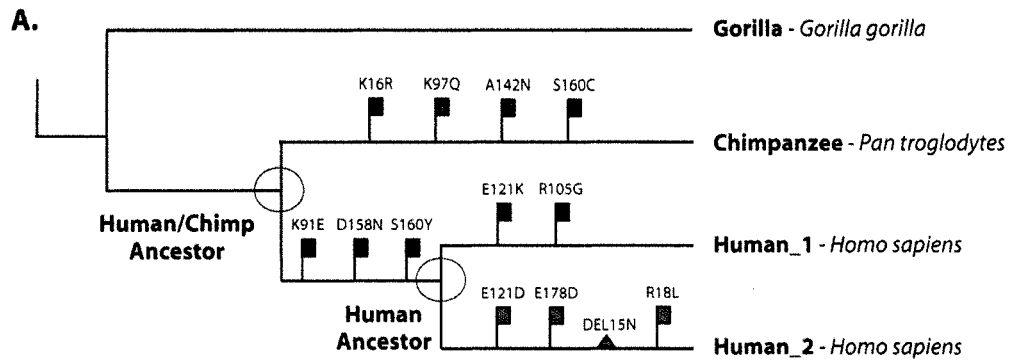 A.
Gorilla - Gorilla gorilla
K16R K97Q A142N S160C
Chimpanzee - Pan troglodytes
E121K R105G
Human/Chimp
Ancestor
K91E D158N S160Y
Human_1 - Homo sapiens
E121D E178D DEL15N R18L
Human
Ancestor
Human_2 - Homo sapiens